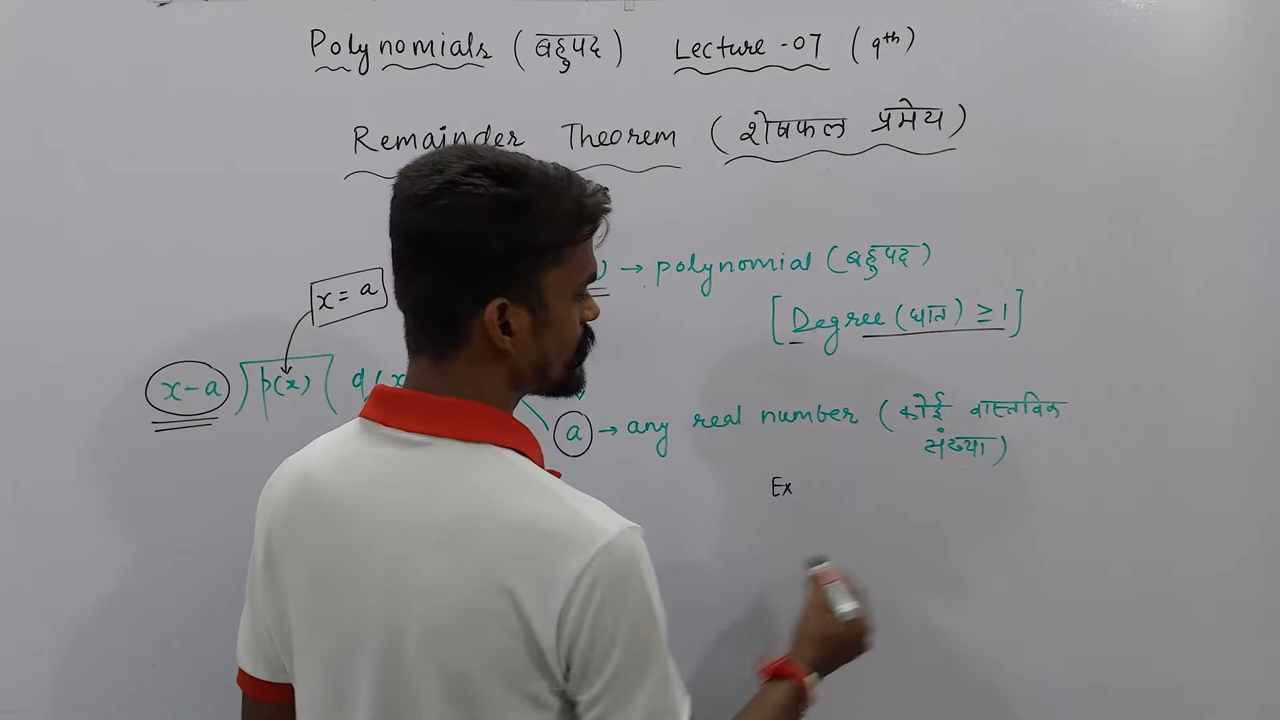 Polynomials (बहुपद) Lecture-07 (9th)
Remainder Theorem (शेषफल प्रमेय)
) → polynomial (बहुपद)
[Degree (घात) ≥ 1]
x = a
x-a) p(x) ( q(x
a → any real number (कोई वास्तविक
संख्या)
Ex